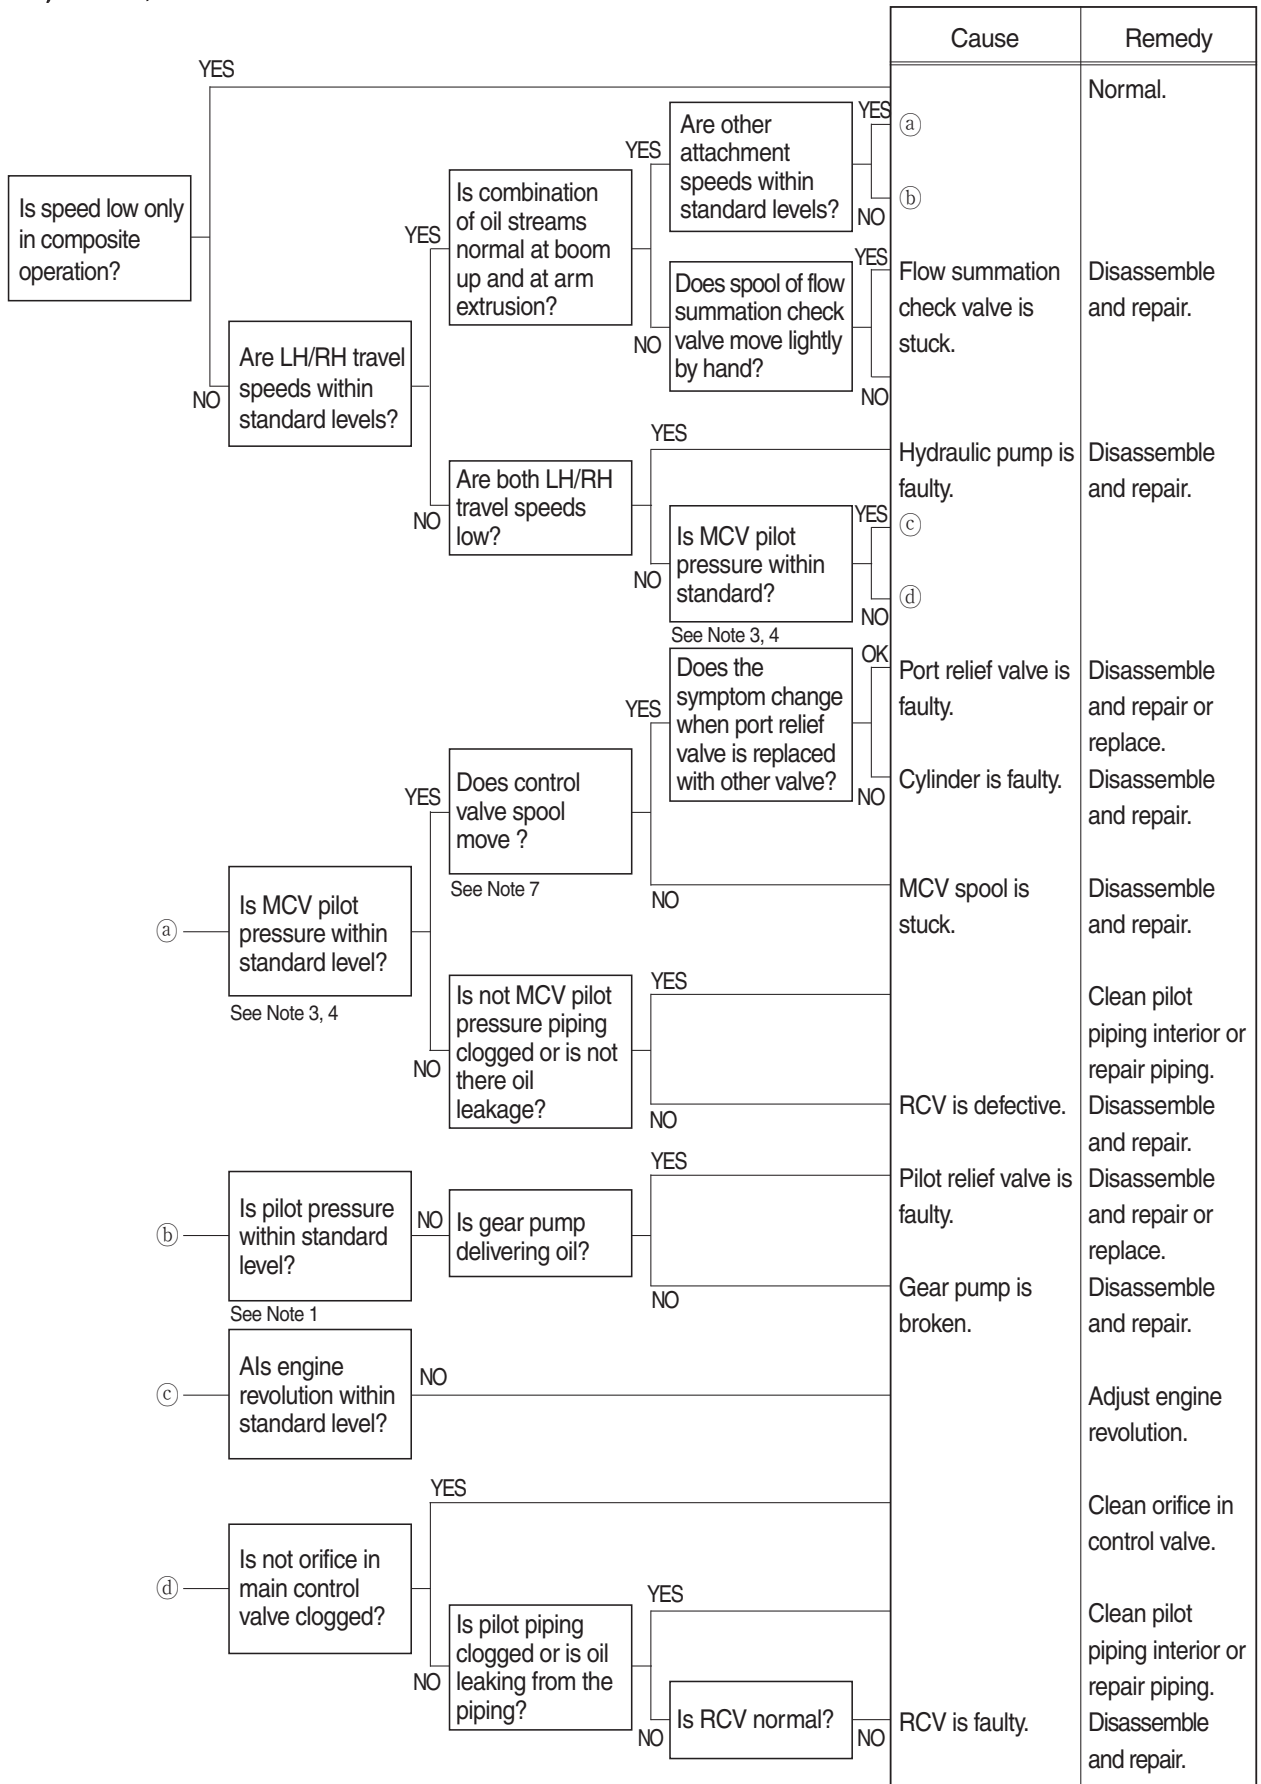 Cause
Remedy
YES
Normal.
Is speed low only
in composite
operation?
NO
Are LH/RH travel
speeds within
standard levels?
YES
Is combination
of oil streams
normal at boom
up and at arm
extrusion?
YES
Are other
attachment
speeds within
standard levels?
YES
ⓐ
NO
ⓑ
NO
Does spool of flow
summation check
valve move lightly
by hand?
YES
Flow summation
check valve is
stuck.
Disassemble
and repair.
NO
NO
Are both LH/RH
travel speeds
low?
YES
Hydraulic pump is
faulty.
Disassemble
and repair.
NO
Is MCV pilot
pressure within
standard?
See Note 3, 4
YES
ⓒ
NO
ⓓ
ⓐ
Is MCV pilot
pressure within
standard level?
See Note 3, 4
YES
Does control
valve spool
move ?
See Note 7
YES
Does the
symptom change
when port relief
valve is replaced
with other valve?
OK
Port relief valve is
faulty.
Disassemble
and repair or
replace.
NO
Cylinder is faulty.
Disassemble
and repair.
NO
MCV spool is
stuck.
Disassemble
and repair.
NO
Is not MCV pilot
pressure piping
clogged or is not
there oil
leakage?
YES
Clean pilot
piping interior or
repair piping.
NO
RCV is defective.
Disassemble
and repair.
ⓑ
Is pilot pressure
within standard
level?
See Note 1
NO
Is gear pump
delivering oil?
YES
Pilot relief valve is
faulty.
Disassemble
and repair or
replace.
NO
Gear pump is
broken.
Disassemble
and repair.
ⓒ
AIs engine
revolution within
standard level?
NO
Adjust engine
revolution.
ⓓ
Is not orifice in
main control
valve clogged?
YES
Clean orifice in
control valve.
NO
Is pilot piping
clogged or is oil
leaking from the
piping?
YES
Clean pilot
piping interior or
repair piping.
NO
Is RCV normal?
NO
RCV is faulty.
Disassemble
and repair.